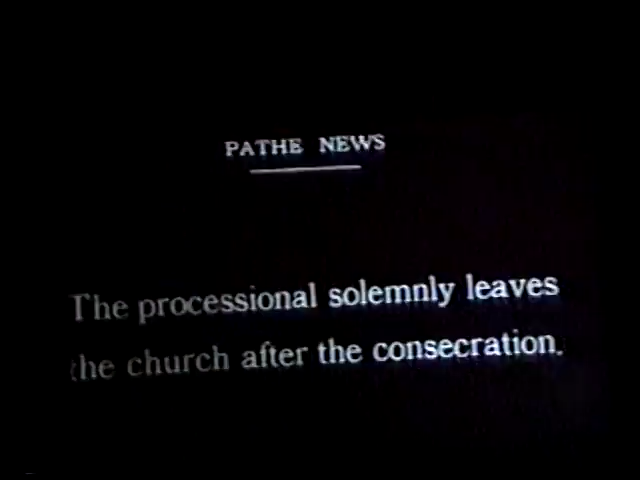 PATHE NEWS
The processional solemnly leaves
the church after the consecration.